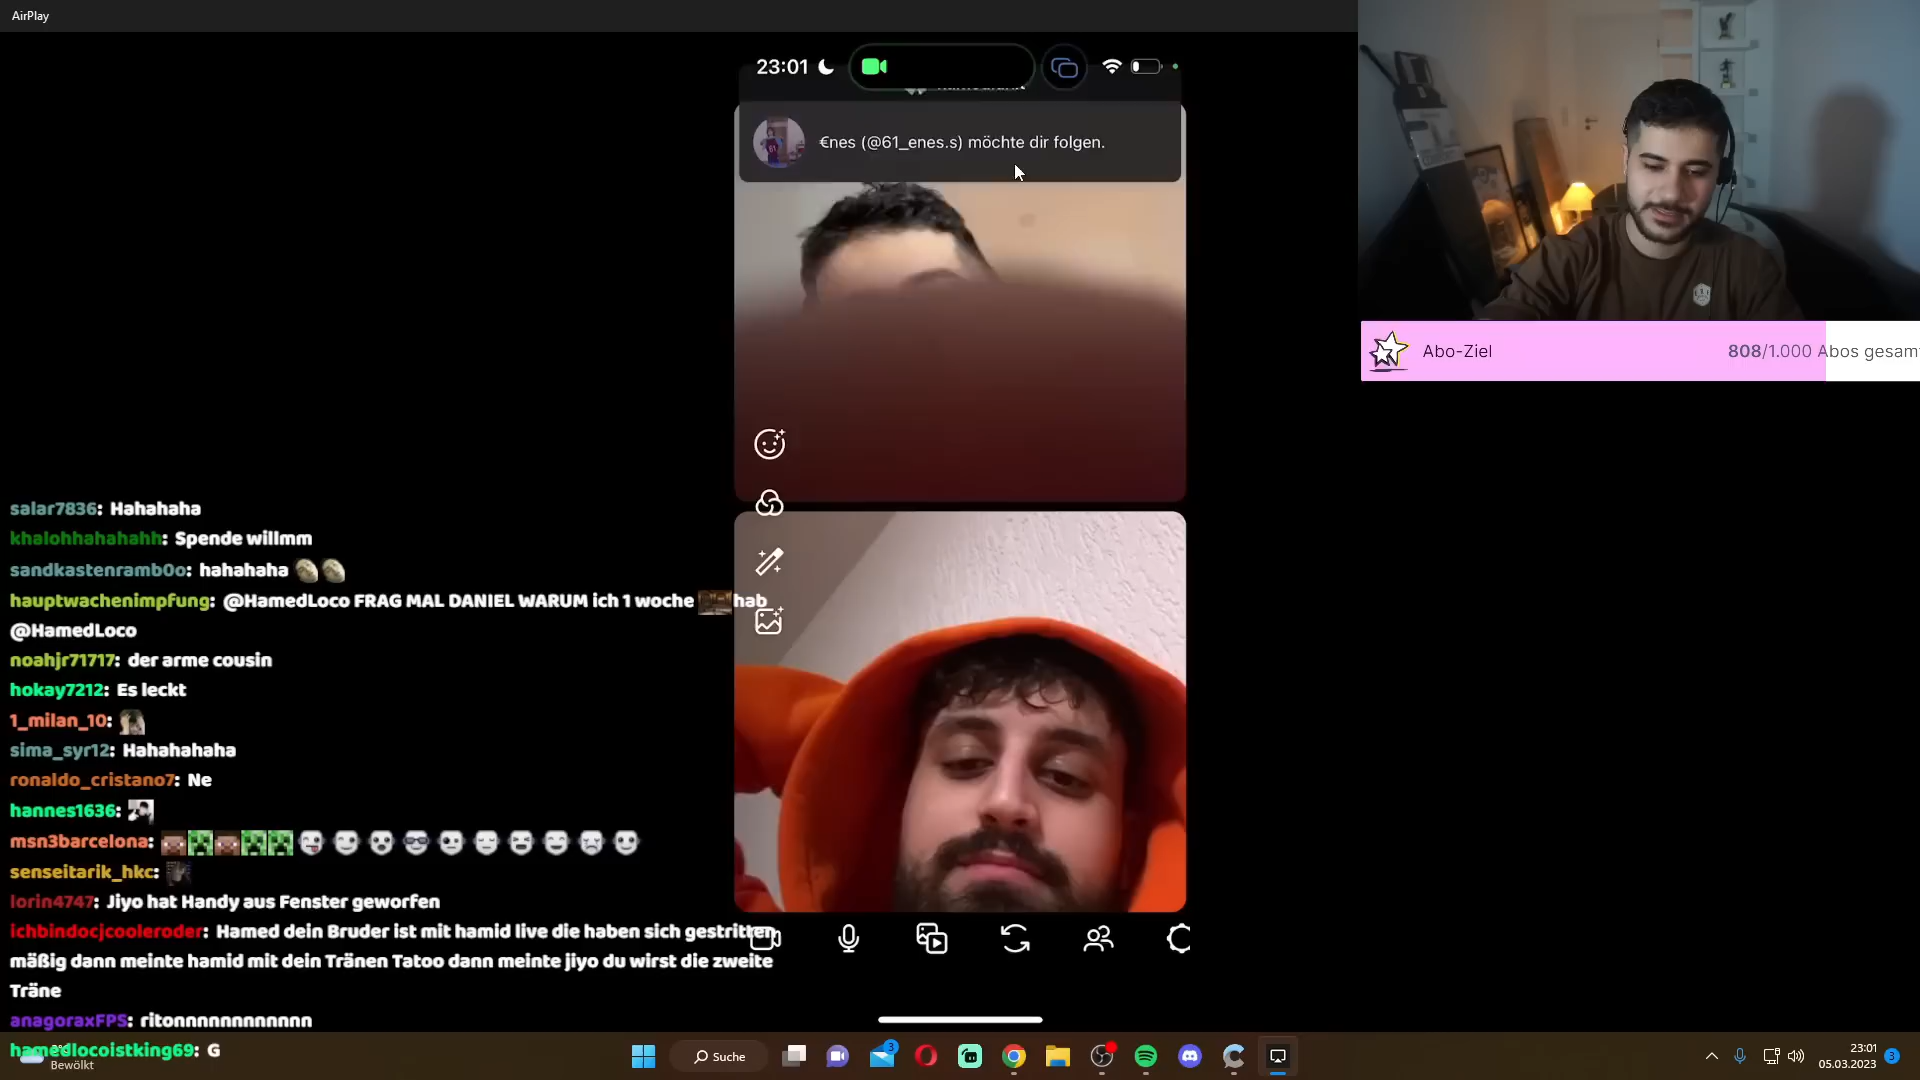 AirPlay
23:01
€nes (@61_enes.s) möchte dir folgen.
Abo-Ziel
808/1.000 Abos gesam
salar7836: Hahahaha
khalohhahahahh: Spende willmm
sandkastenramb0o: hahahaha
hauptwachenimpfung: @HamedLoco FRAG MAL DANIEL WARUM ich 1 woche hab
@HamedLoco
noahjr71717: der arme cousin
hokay7212: Es leckt
1_milan_10:
sima_syr12: Hahahahaha
ronaldo_cristano7: Ne
hannes1636:
msn3barcelona:
senseitarik_hkc:
lorin4747: Jiyo hat Handy aus Fenster geworfen
ichbindocjcooleroder: Hamed dein Bruder ist mit hamid live die haben sich gestritten
mäßig dann meinte hamid mit dein Tränen Tatoo dann meinte jiyo du wirst die zweite
Träne
anagoraxFPS: ritonnnnnnnnnnnn
hamedlocoistking69: G
Bewölkt
Suche
3
23:01
05.03.2023
3